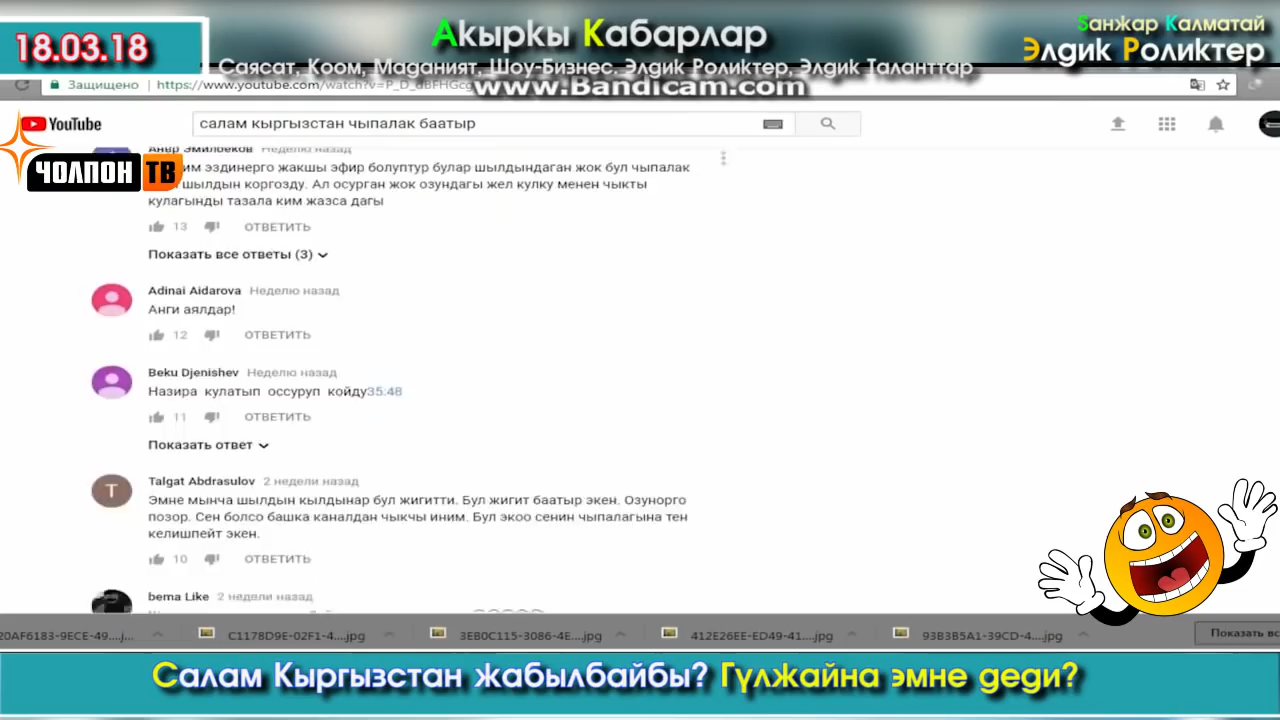 18.03.18
Акыркы Кабарлар
Sанжар Калматай
Элдик Роликтер
Саясат, Коом, Маданият, Шоу-Бизнес. Элдик Роликтер, Элдик Таланттар
www.Bandicam.com
Защищено
https://www.youtube.com/watch?v=P_D_
YouTube
салам кыргызстан чыпалак баатыр
ЧОЛПОН ТВ
Неделю назад
эздинерго жакшы эфир болуптур булар шылдындаган жок бул чыпалак
шылдын коргозду. Ал осурган жок озундагы жел кулку менен чыкты
кулагынды тазала ким жазса дагы
13 ОТВЕТИТЬ
Показать все ответы (3)
Adinai Aidarova Неделю назад
Анги аялдар!
12 ОТВЕТИТЬ
Beku Djenishev Неделю назад
Назира кулатып оссуруп койду35:48
11 ОТВЕТИТЬ
Показать ответ
T
Talgat Abdrasulov 2 недели назад
Эмне мынча шылдын кылдынар бул жигитти. Бул жигит баатыр экен. Озунорго
позор. Сен болсо башка каналдан чыкчы иним. Бул экоо сенин чыпалагына тен
келишпейт экен.
10 ОТВЕТИТЬ
bema Like 2 недели назад
20AF6183-9ECE-49....j...
C1178D9E-02F1-4....jpg
3EB0C115-3086-4E....jpg
412E26EE-ED49-41....jpg
93B3B5A1-39CD-4....jpg
Показать
Салам Кыргызстан жабылбайбы? Гүлжайна эмне деди?